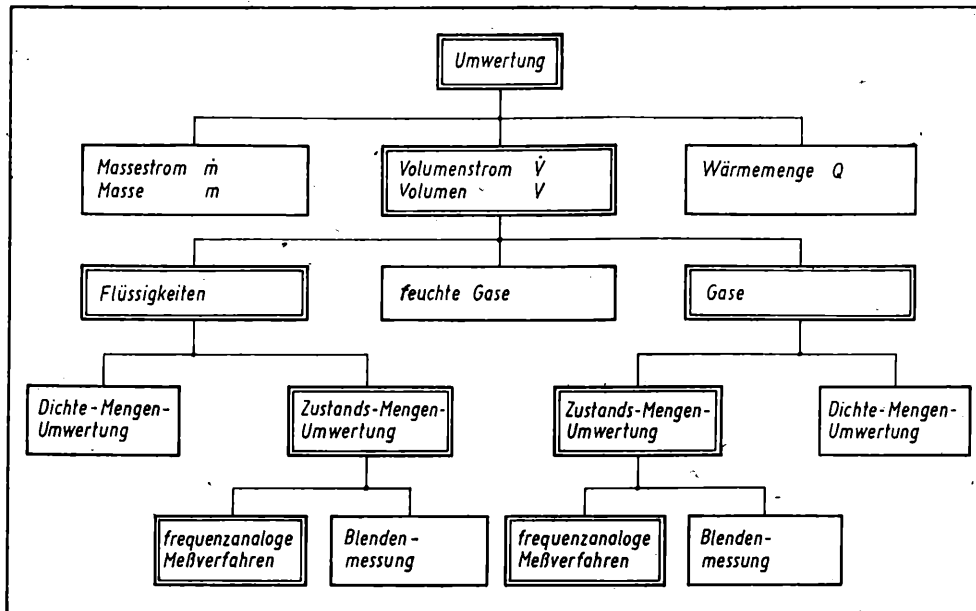 Umwertung
Massestrom ṁ
Masse m
Volumenstrom V̇
Volumen V
Wärmemenge Q
Flüssigkeiten
feuchte Gase
Gase
Dichte-Mengen-
Umwertung
Zustands-Mengen-
Umwertung
Zustands-Mengen-
Umwertung
Dichte-Mengen-
Umwertung
frequenzanaloge
Meßverfahren
Blenden-
messung
frequenzanaloge
Meßverfahren
Blenden-
messung